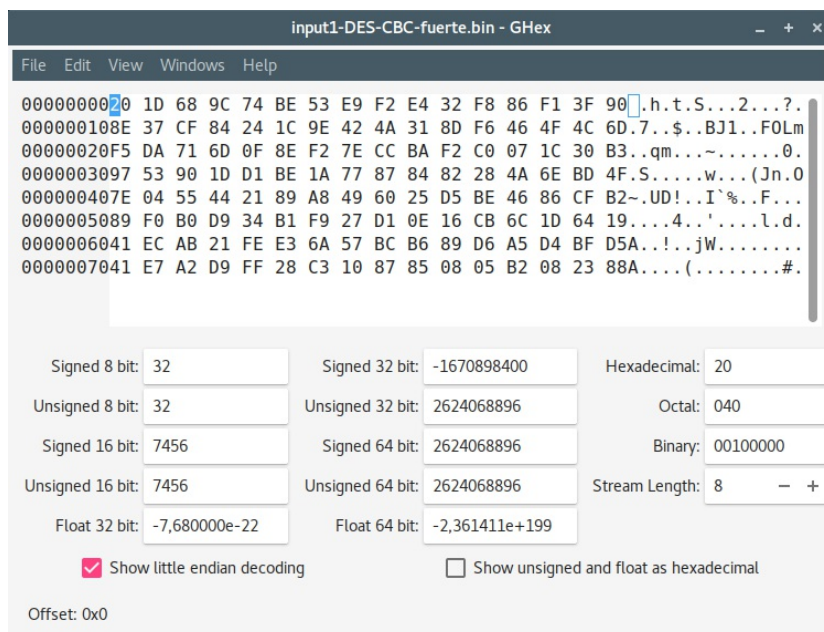 input1-DES-CBC-fuerte.bin - GHex
File Edit View Windows Help
0000000020 1D 68 9C 74 BE 53 E9 F2 E4 32 F8 86 F1 3F 90 .h.t.S...2...?.
000000108E 37 CF 84 24 1C 9E 42 4A 31 8D F6 46 4F 4C 6D.7..$..BJ1..FOLm
00000020F5 DA 71 6D 0F 8E F2 7E CC BA F2 C0 07 1C 30 B3..qm...~......0.
0000003097 53 90 1D D1 BE 1A 77 87 84 82 28 4A 6E BD 4F.S.....w...(Jn.O
000000407E 04 55 44 21 89 A8 49 60 25 D5 BE 46 86 CF B2~.UD!..I`%..F...
0000005089 F0 B0 D9 34 B1 F9 27 D1 0E 16 CB 6C 1D 64 19....4..'....l.d.
0000006041 EC AB 21 FE E3 6A 57 BC B6 89 D6 A5 D4 BF D5A..!..jW........
0000007041 E7 A2 D9 FF 28 C3 10 87 85 08 05 B2 08 23 88A....(........#.
Signed 8 bit: 32 Signed 32 bit: -1670898400 Hexadecimal: 20
Unsigned 8 bit: 32 Unsigned 32 bit: 2624068896 Octal: 040
Signed 16 bit: 7456 Signed 64 bit: 2624068896 Binary: 00100000
Unsigned 16 bit: 7456 Unsigned 64 bit: 2624068896 Stream Length: 8
Float 32 bit: -7,680000e-22 Float 64 bit: -2,361411e+199
Show little endian decoding Show unsigned and float as hexadecimal
Offset: 0x0